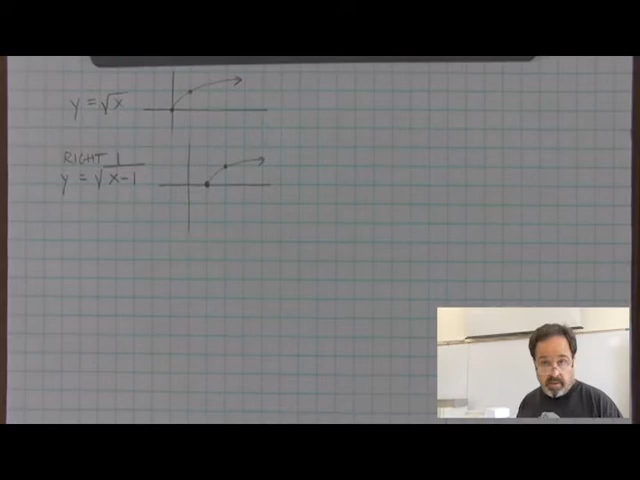 y = √x
RIGHT 1
y = √x-1